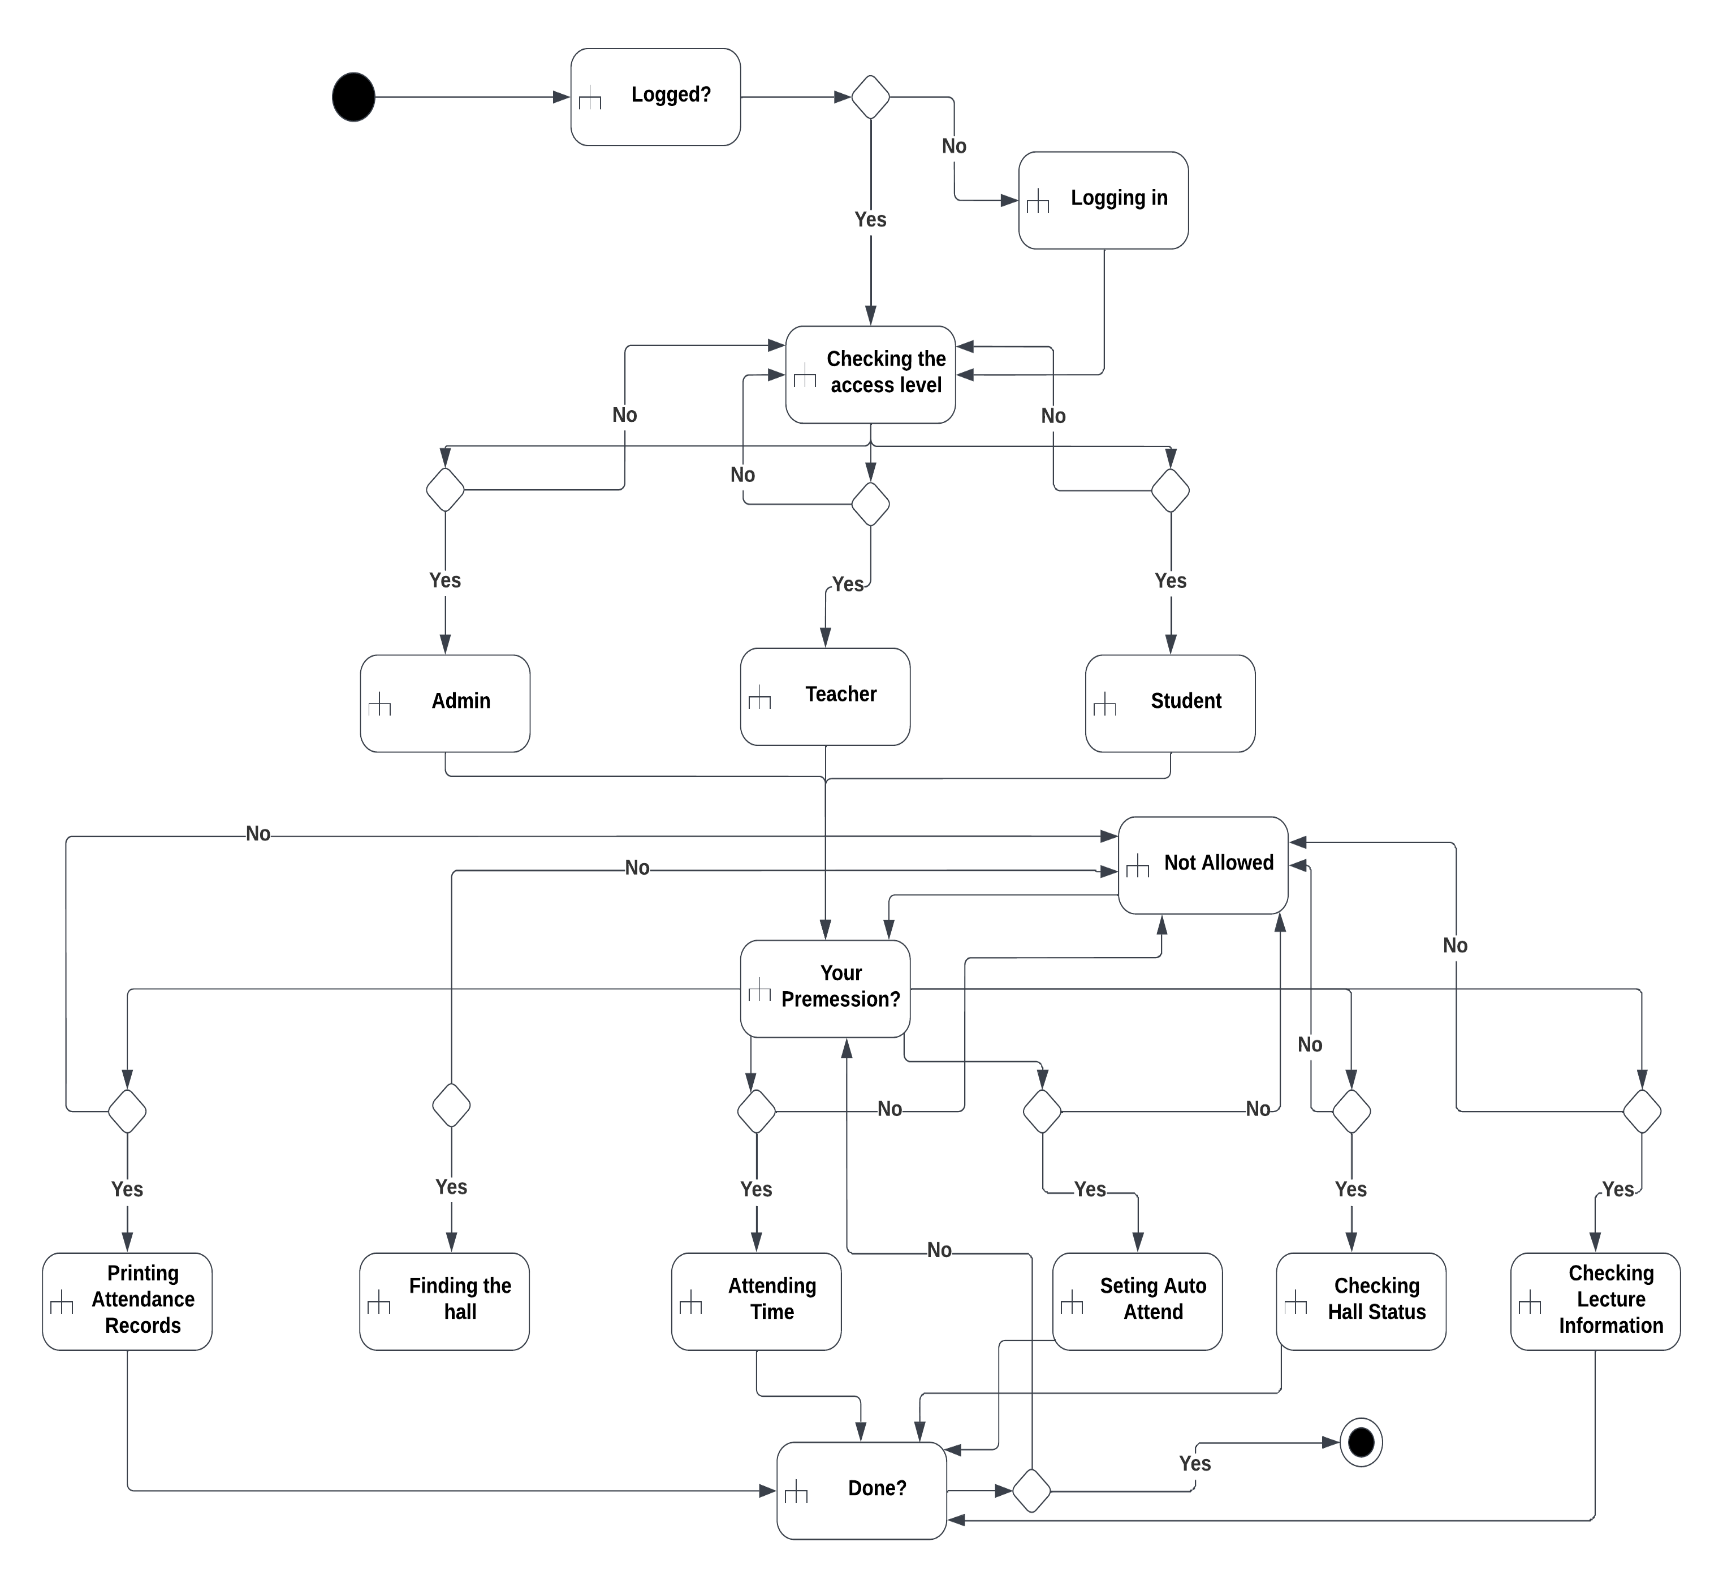 Logged?
No
Logging in
Yes
Checking the
access level
No
No
No
Yes
Yes
Yes
Admin
Teacher
Student
No
No
Not Allowed
No
Your
Premession?
No
No
No
Yes
Yes
Yes
Yes
Yes
Yes
No
Printing
Attendance
Records
Finding the
hall
Attending
Time
Seting Auto
Attend
Checking
Hall Status
Checking
Lecture
Information
Yes
Done?